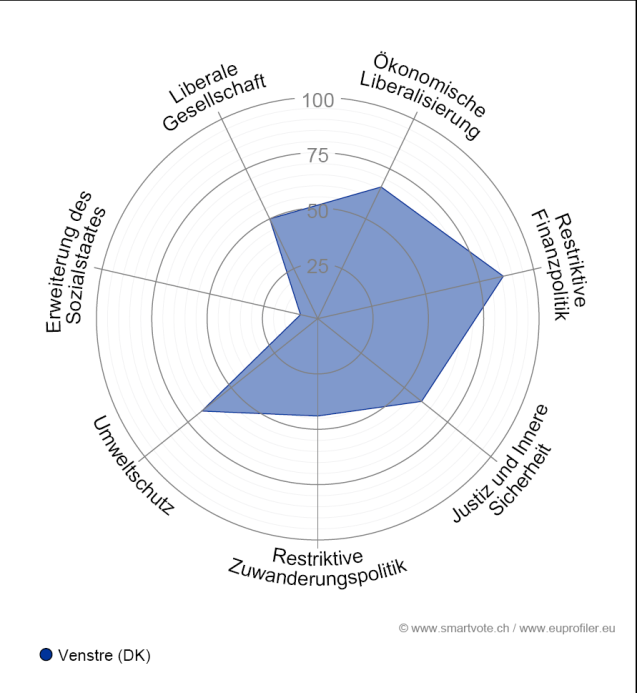 Liberale
Gesellschaft
Ökonomische
Liberalisierung
100
75
50
25
Restriktive
Finanzpolitik
Erweiterung des
Sozialstaates
Umweltschutz
Justiz und Innere
Sicherheit
Restriktive
Zuwanderungspolitik
© www.smartvote.ch / www.euprofiler.eu
Venstre (DK)